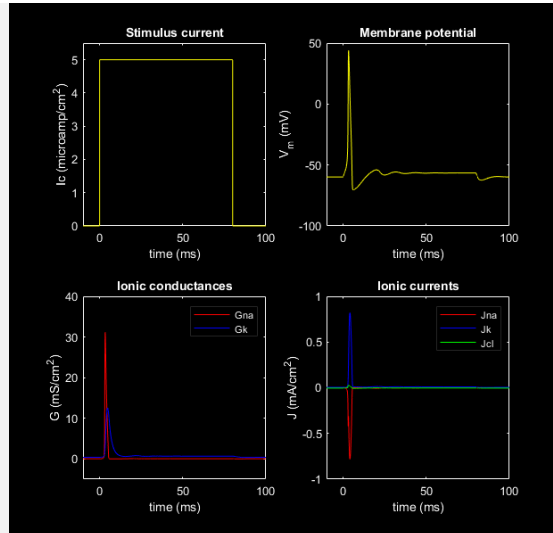 Stimulus current
Ic (microamp/cm²)
5
4
3
2
1
0
0
50
100
time (ms)
Membrane potential
Vₘ (mV)
50
0
-50
-100
0
50
100
time (ms)
Ionic conductances
G (mS/cm²)
40
30
20
10
0
Gna
Gk
0
50
100
time (ms)
Ionic currents
J (mA/cm²)
1
0.5
0
-0.5
-1
Jna
Jk
Jcl
0
50
100
time (ms)